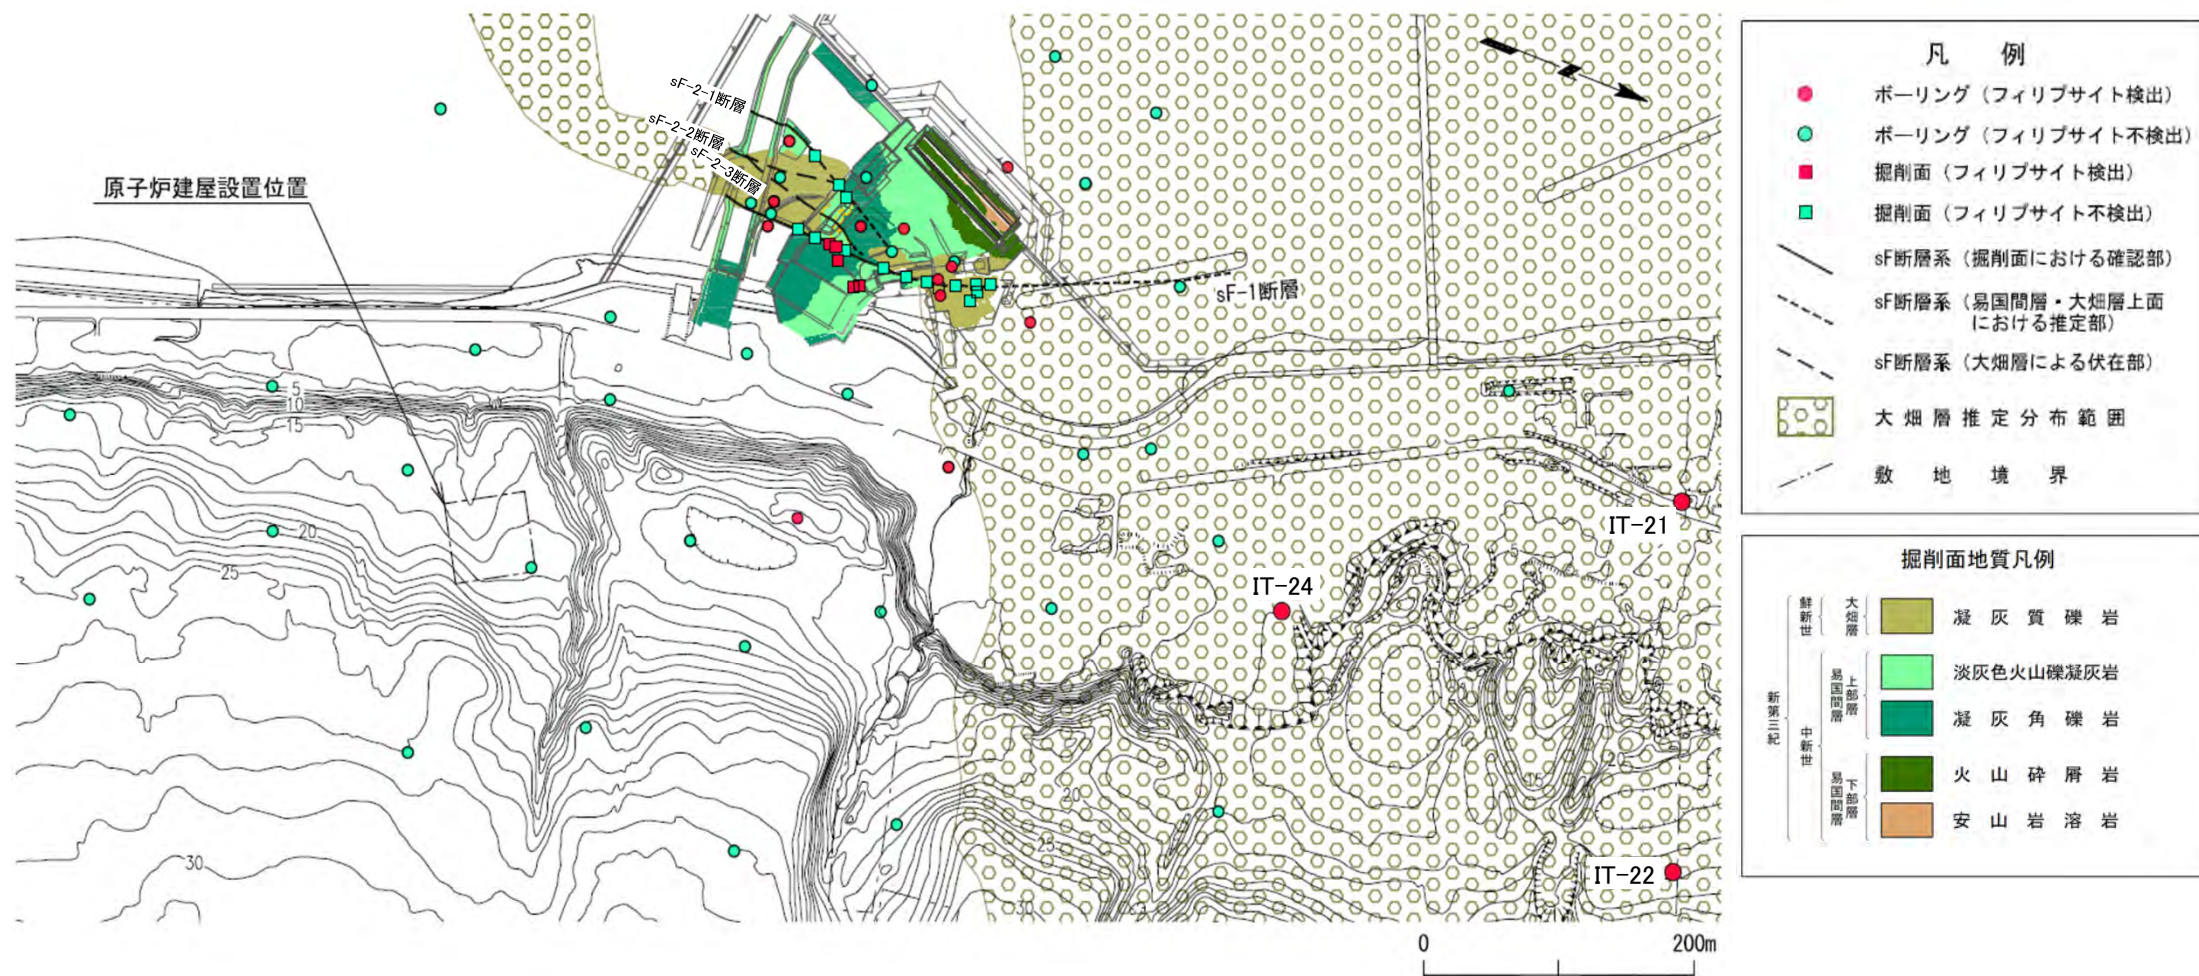 sF-2-1断層
sF-2-2断層
sF-2-3断層
原子炉建屋設置位置
sF-1断層
5
10
15
20
25
30
IT-21
IT-24
5
15
20
20
25
30
IT-22
0 200m
凡 例
ボーリング（フィリプサイト検出）
ボーリング（フィリプサイト不検出）
掘削面（フィリプサイト検出）
掘削面（フィリプサイト不検出）
sF断層系（掘削面における確認部）
sF断層系（易国間層・大畑層上面
における推定部）
sF断層系（大畑層による伏在部）
大畑層推定分布範囲
敷地境界
掘削面地質凡例
新第三紀
鮮新世
大畑層
凝灰質礫岩
中新世
易国間層
上部層
淡灰色火山礫凝灰岩
凝灰角礫岩
易国間層
下部層
火山砕屑岩
安山岩溶岩